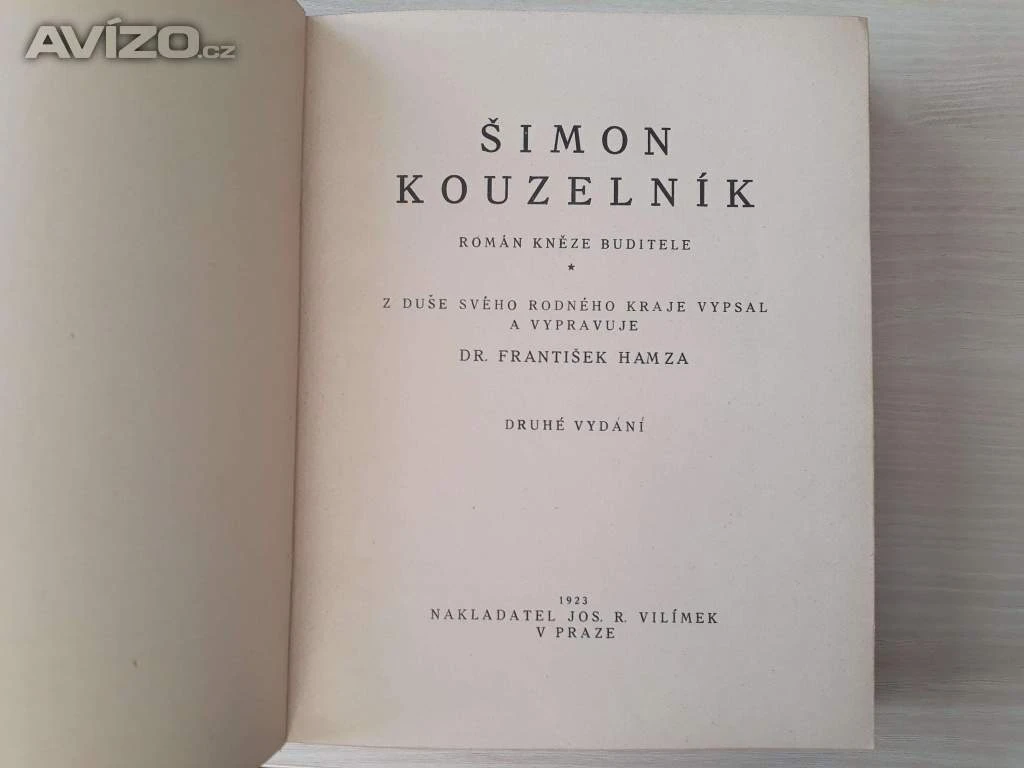 AVÍZO.cz
ŠIMON
KOUZELNÍK
ROMÁN KNĚZE BUDITELE
★
Z DUŠE SVÉHO RODNÉHO KRAJE VYPSAL
A VYPRAVUJE
DR. FRANTIŠEK HAMZA
DRUHÉ VYDÁNÍ
1923
NAKLADATEL JOS. R. VILÍMEK
V PRAZE